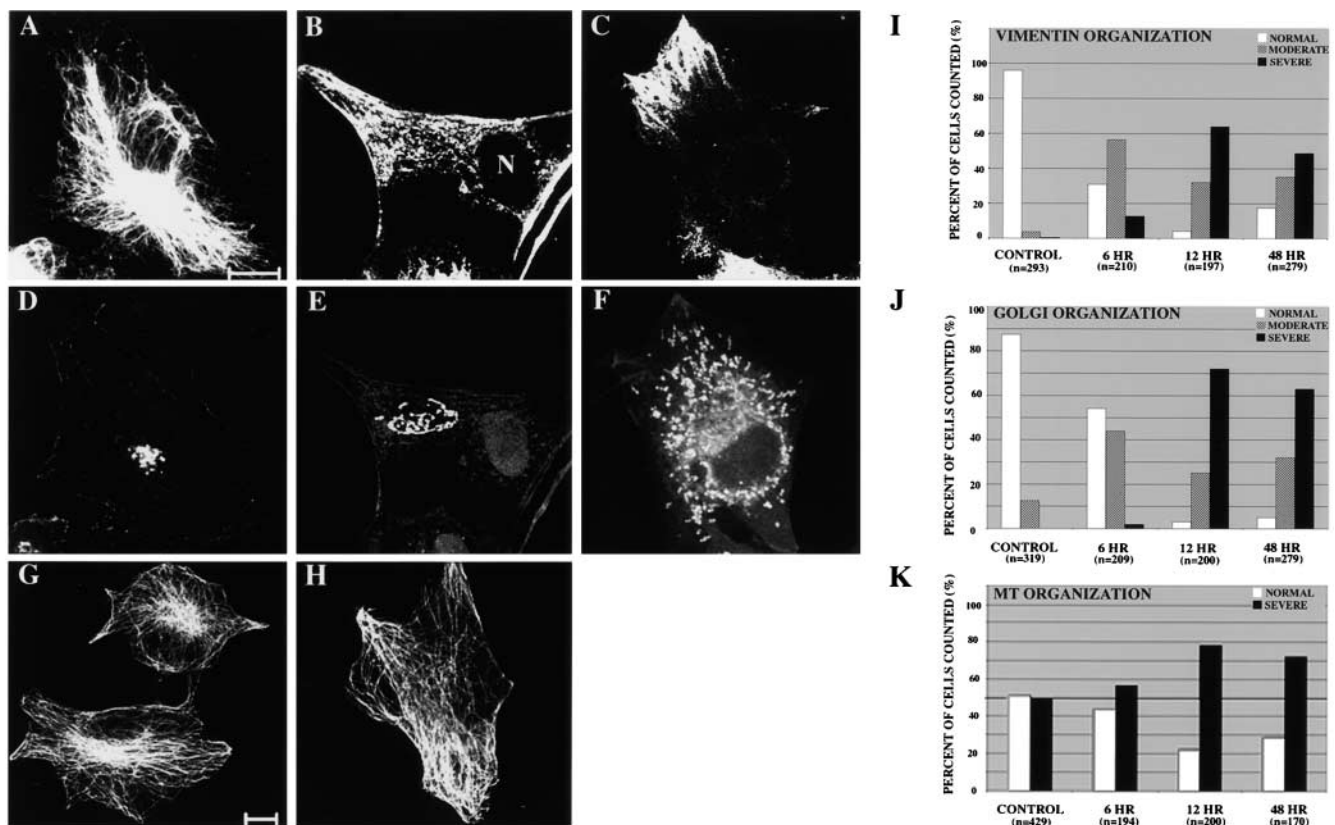 A
B
N
C
D
E
F
G
H
I
VIMENTIN ORGANIZATION
NORMAL
MODERATE
SEVERE
PERCENT OF CELLS COUNTED (%)
100
80
60
40
20
0
CONTROL
(n=293)
6 HR
(n=210)
12 HR
(n=197)
48 HR
(n=279)
J
GOLGI ORGANIZATION
NORMAL
MODERATE
SEVERE
PERCENT OF CELLS COUNTED (%)
100
80
60
40
20
0
CONTROL
(n=319)
6 HR
(n=209)
12 HR
(n=200)
48 HR
(n=279)
K
MT ORGANIZATION
NORMAL
SEVERE
PERCENT OF CELLS COUNTED (%)
100
80
60
40
20
0
CONTROL
(n=429)
6 HR
(n=194)
12 HR
(n=200)
48 HR
(n=170)